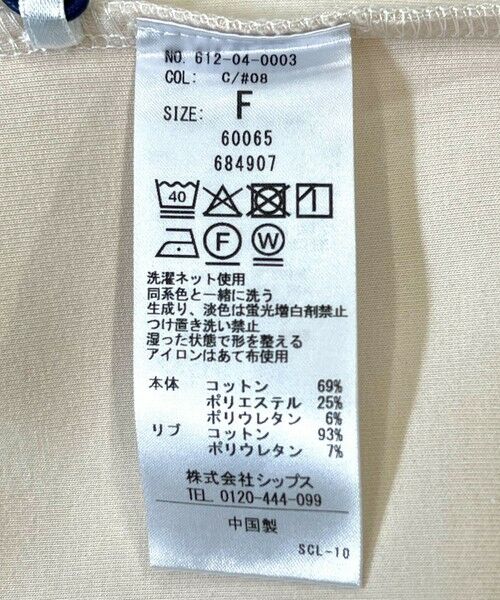 NO. 612-04-0003
COL: C/#08
SIZE: F
60065
684907
40
F W
洗濯ネット使用
同系色と一緒に洗う
生成り、淡色は蛍光増白剤禁止
つけ置き洗い禁止
湿った状態で形を整える
アイロンはあて布使用
本体 コットン 69%
ポリエステル 25%
ポリウレタン 6%
リブ コットン 93%
ポリウレタン 7%
株式会社シップス
TEL. 0120-444-099
中国製
SCL-10